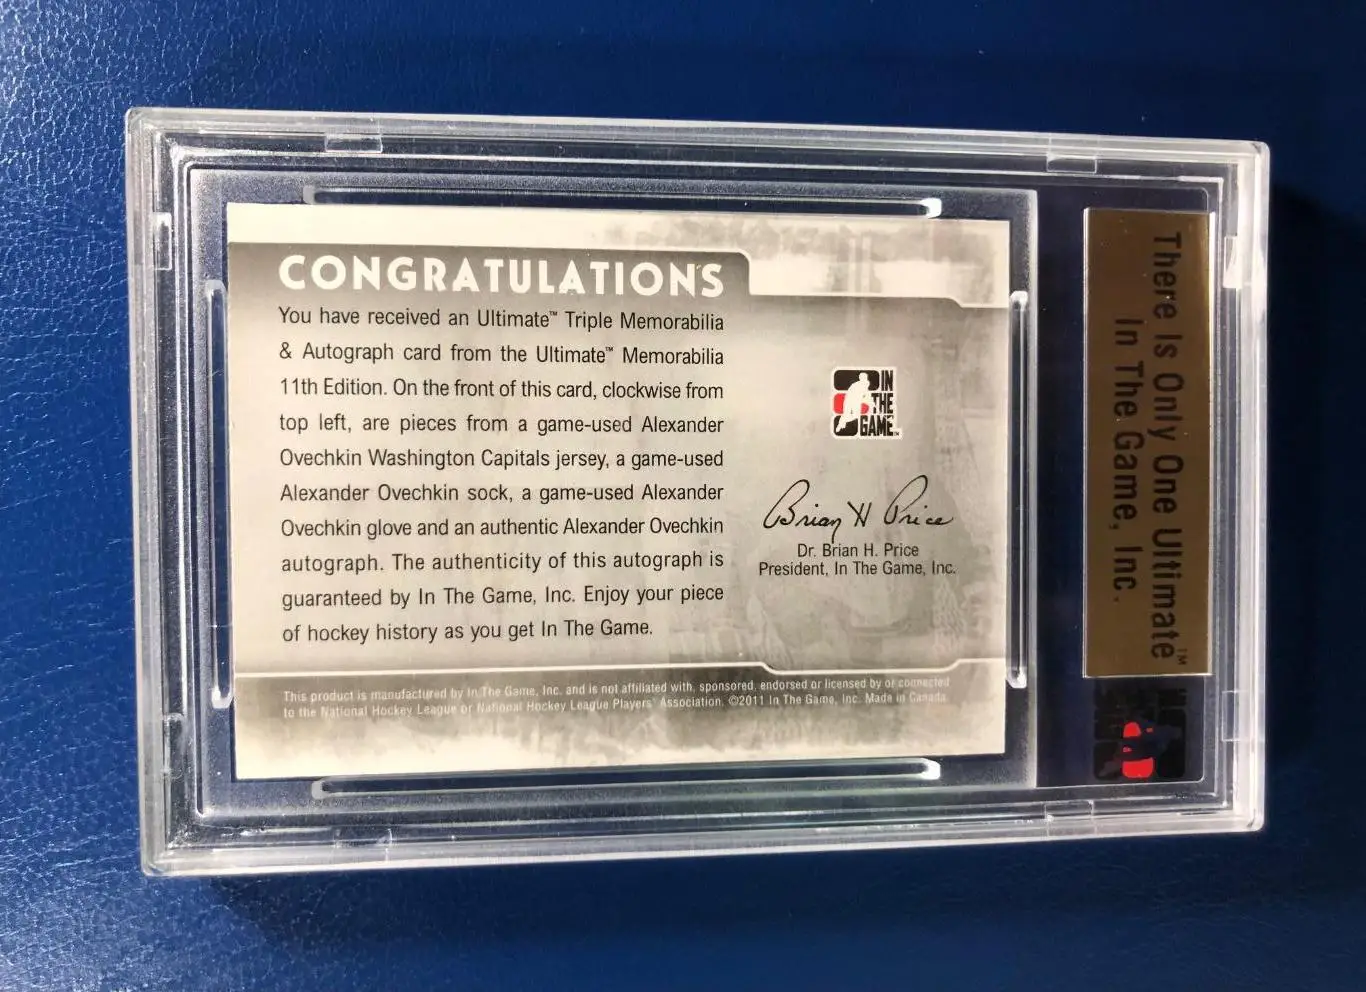 CONGRATULATIONS
You have received an Ultimate™ Triple Memorabilia
& Autograph card from the Ultimate™ Memorabilia
11th Edition. On the front of this card, clockwise from
top left, are pieces from a game-used Alexander
Ovechkin Washington Capitals jersey, a game-used
Alexander Ovechkin sock, a game-used Alexander
Ovechkin glove and an authentic Alexander Ovechkin
autograph. The authenticity of this autograph is
guaranteed by In The Game, Inc. Enjoy your piece
of hockey history as you get In The Game.
IN
THE
GAME™
Brian H Price
Dr. Brian H. Price
President, In The Game, Inc.
This product is manufactured by In The Game, Inc. and is not affiliated with, sponsored, endorsed or licensed by or connected
to the National Hockey League or National Hockey League Players' Association. ©2011 In The Game, Inc. Made in Canada.
There Is Only One Ultimate™
In The Game, Inc.